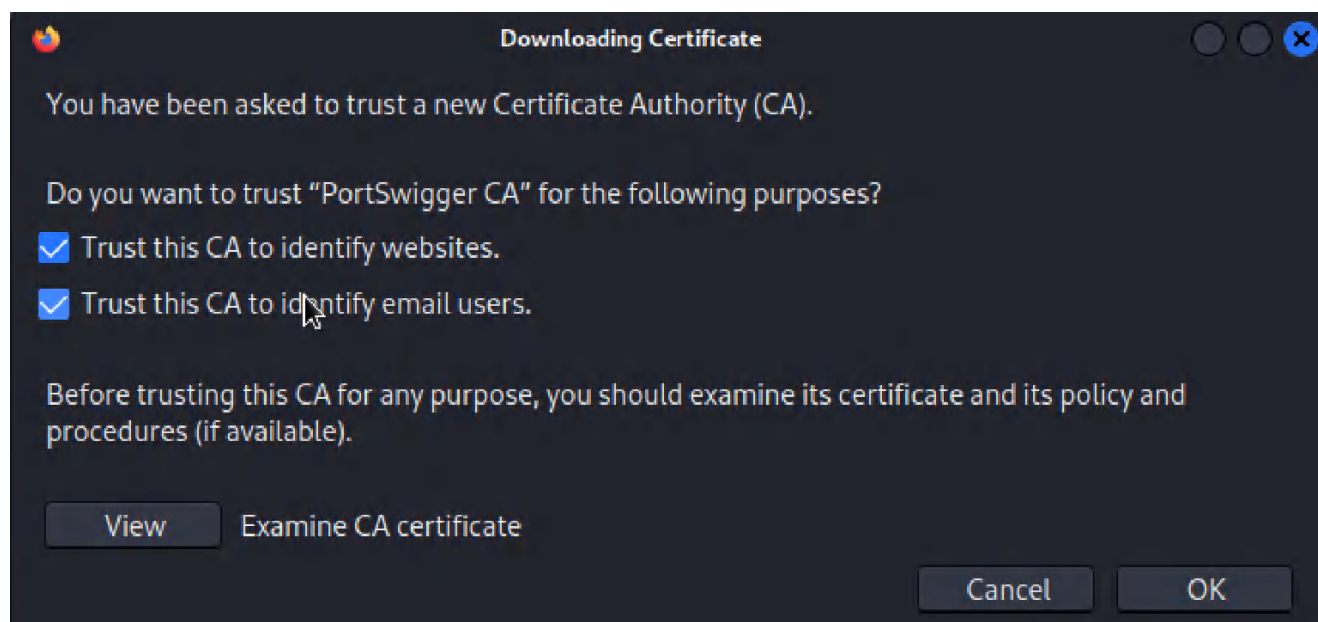 Downloading Certificate
You have been asked to trust a new Certificate Authority (CA).
Do you want to trust “PortSwigger CA” for the following purposes?
Trust this CA to identify websites.
Trust this CA to identify email users.
Before trusting this CA for any purpose, you should examine its certificate and its policy and
procedures (if available).
View Examine CA certificate
Cancel OK